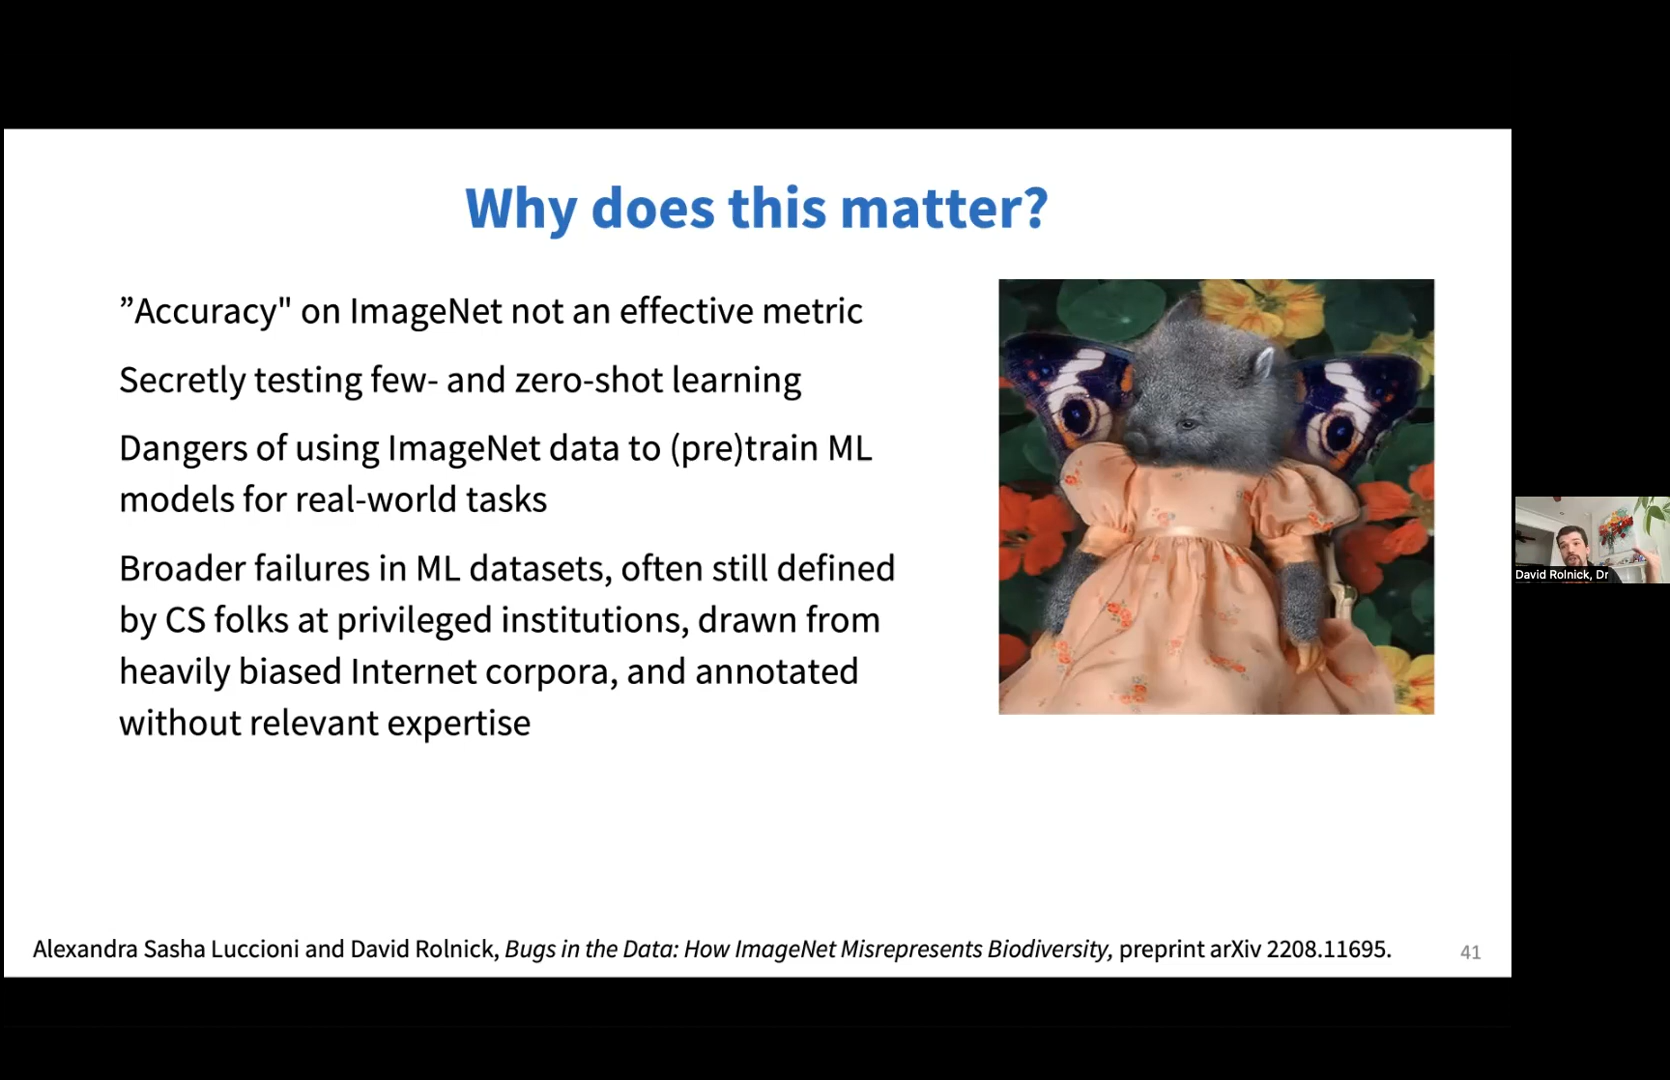 Why does this matter?
”Accuracy" on ImageNet not an effective metric
Secretly testing few- and zero-shot learning
Dangers of using ImageNet data to (pre)train ML
models for real-world tasks
Broader failures in ML datasets, often still defined
by CS folks at privileged institutions, drawn from
heavily biased Internet corpora, and annotated
without relevant expertise
David Rolnick, Dr
Alexandra Sasha Luccioni and David Rolnick, Bugs in the Data: How ImageNet Misrepresents Biodiversity, preprint arXiv 2208.11695.
41